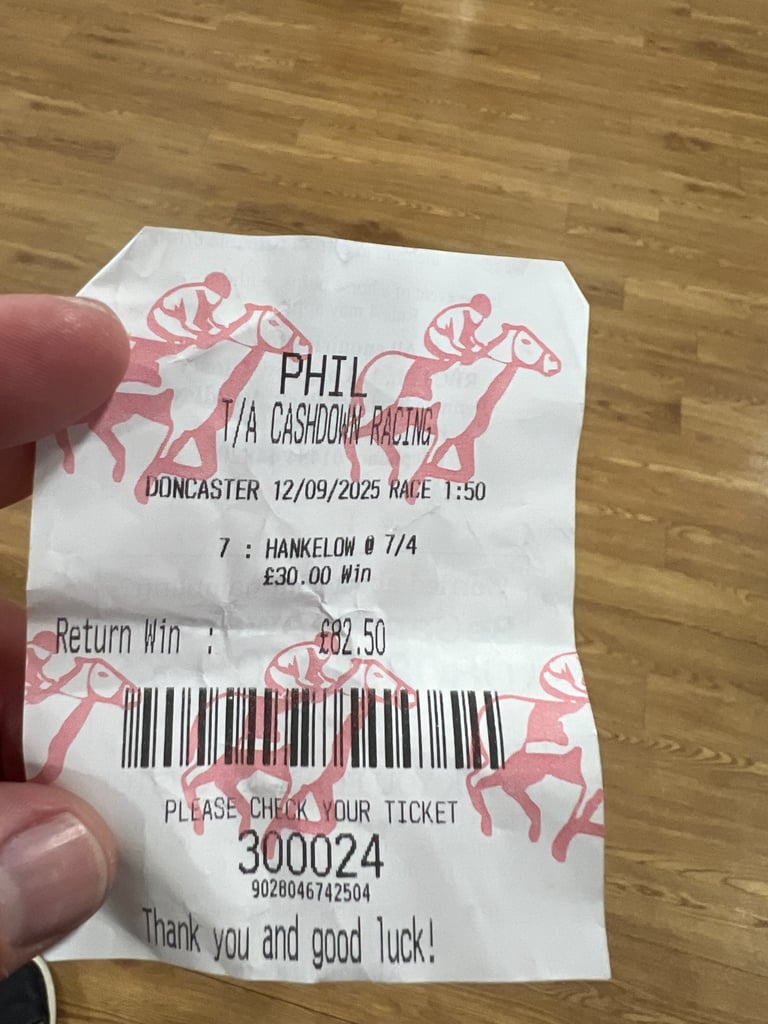 PHIL
T/A CASHDOWN RACING
DONCASTER 12/09/2025 RACE 1:50
7 : HANKELOW @ 7/4
£30.00 Win
Return Win : £82.50
PLEASE CHECK YOUR TICKET
300024
9028046742504
Thank you and good luck!